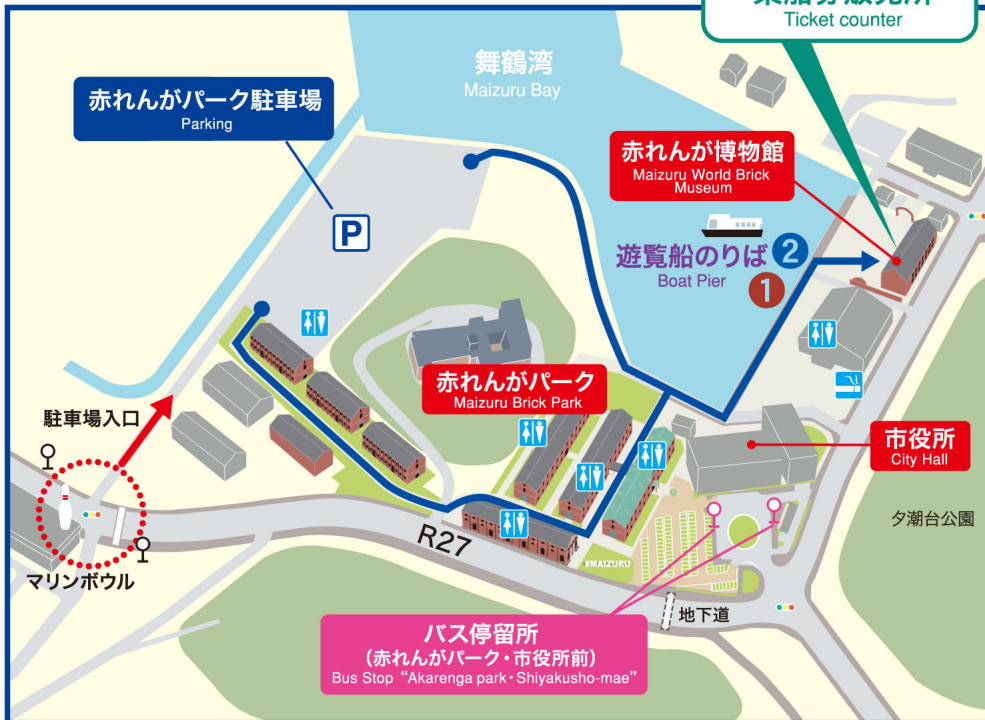 Ticket counter
舞鶴湾
Maizuru Bay
赤れんがパーク駐車場
Parking
P
赤れんが博物館
Maizuru World Brick
Museum
遊覧船のりば
Boat Pier
2
1
赤れんがパーク
Maizuru Brick Park
駐車場入口
市役所
City Hall
夕潮台公園
R27
#MAIZURU
マリンボウル
地下道
バス停留所
(赤れんがパーク・市役所前)
Bus Stop “Akarenga park・Shiyakusho-mae”